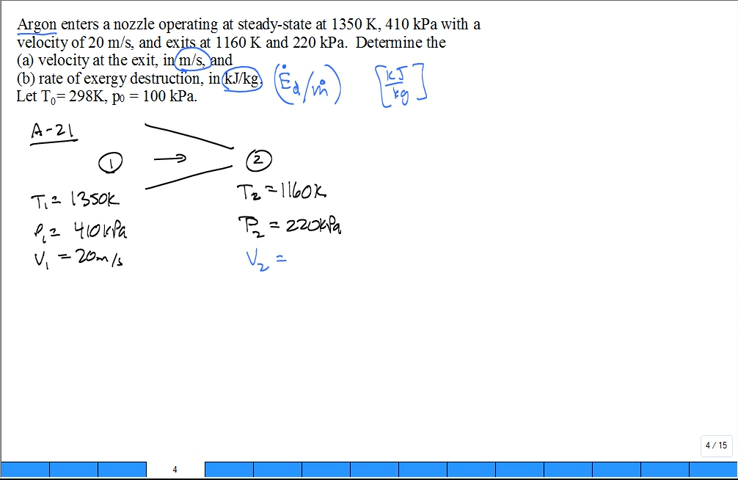 Argon enters a nozzle operating at steady-state at 1350 K, 410 kPa with a
velocity of 20 m/s, and exits at 1160 K and 220 kPa. Determine the
(a) velocity at the exit, in m/s, and
(b) rate of exergy destruction, in kJ/kg. (Ėd/ṁ) [kJ/kg]
Let T₀= 298K, p₀ = 100 kPa.
A-21
① → ②
T₁ = 1350K T₂ = 1160K
P₁ = 410kPa P₂ = 220kPa
V₁ = 20m/s V₂ =
4 / 15
4